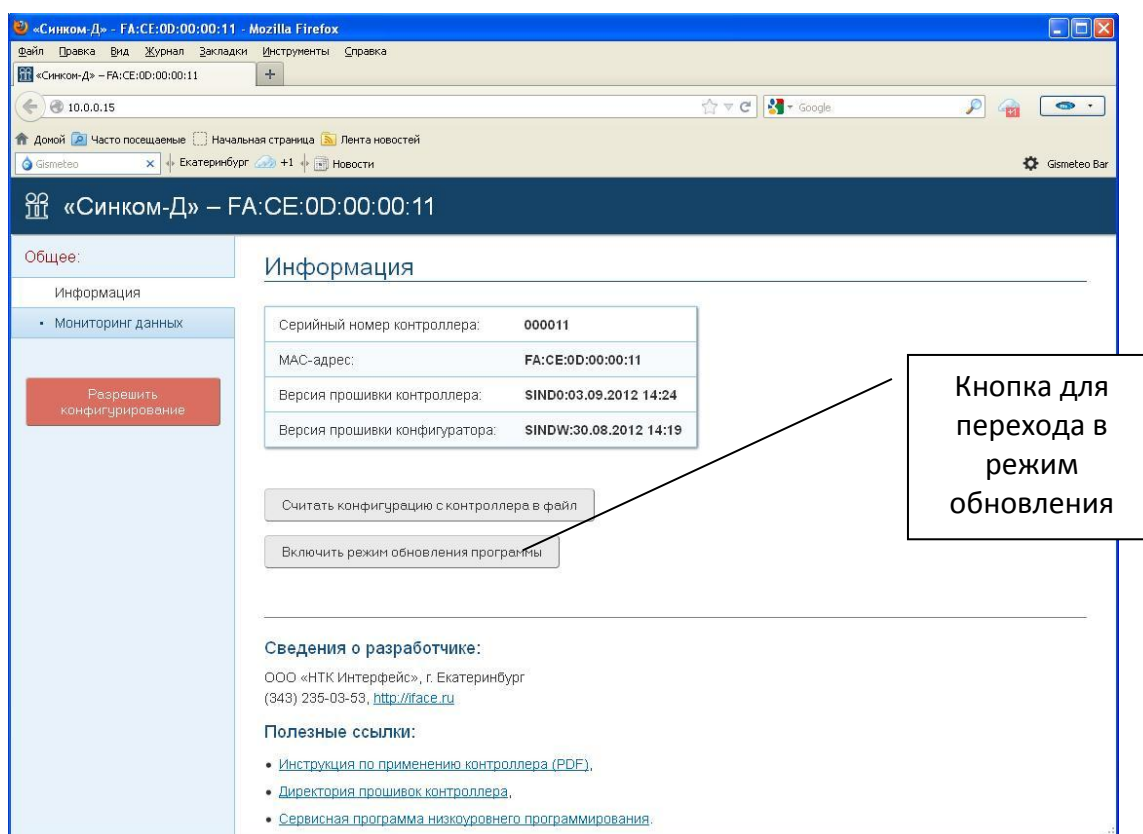 «Синком-Д» - FA:CE:0D:00:00:11 - Mozilla Firefox
Файл Правка Вид Журнал Закладки Инструменты Справка
«Синком-Д» – FA:CE:0D:00:00:11 +
10.0.0.15 Google
Домой Часто посещаемые Начальная страница Лента новостей
Gismeteo x Екатеринбург +1 Новости Gismeteo Bar
«Синком-Д» – FA:CE:0D:00:00:11
Общее:
Информация
• Мониторинг данных
Разрешить
конфигурирование
Информация
Серийный номер контроллера: 000011
MAC-адрес: FA:CE:0D:00:00:11
Версия прошивки контроллера: SIND0:03.09.2012 14:24
Версия прошивки конфигуратора: SINDW:30.08.2012 14:19
Считать конфигурацию с контроллера в файл
Включить режим обновления программы
Кнопка для
перехода в
режим
обновления
Сведения о разработчике:
ООО «НТК Интерфейс», г. Екатеринбург
(343) 235-03-53, http://iface.ru
Полезные ссылки:
• Инструкция по применению контроллера (PDF),
• Директория прошивок контроллера,
• Сервисная программа низкоуровнего программирования.